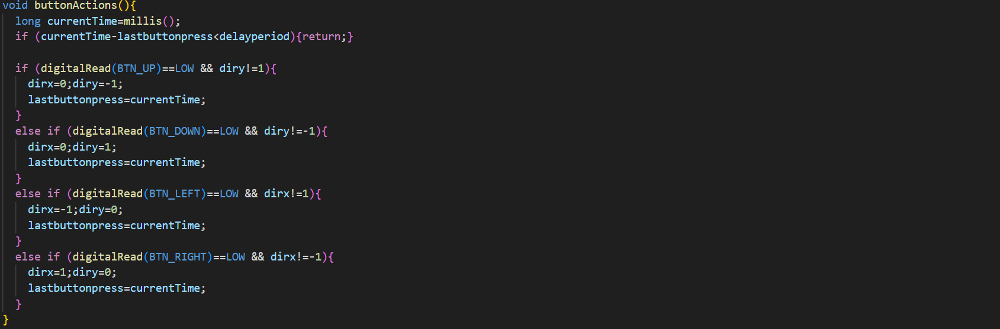 void buttonActions(){
  long currentTime=millis();
  if (currentTime-lastbuttonpress<delayperiod){return;}

  if (digitalRead(BTN_UP)==LOW && diry!=1){
    dirx=0;diry=-1;
    lastbuttonpress=currentTime;
  }
  else if (digitalRead(BTN_DOWN)==LOW && diry!=-1){
    dirx=0;diry=1;
    lastbuttonpress=currentTime;
  }
  else if (digitalRead(BTN_LEFT)==LOW && dirx!=1){
    dirx=-1;diry=0;
    lastbuttonpress=currentTime;
  }
  else if (digitalRead(BTN_RIGHT)==LOW && dirx!=-1){
    dirx=1;diry=0;
    lastbuttonpress=currentTime;
  }
}